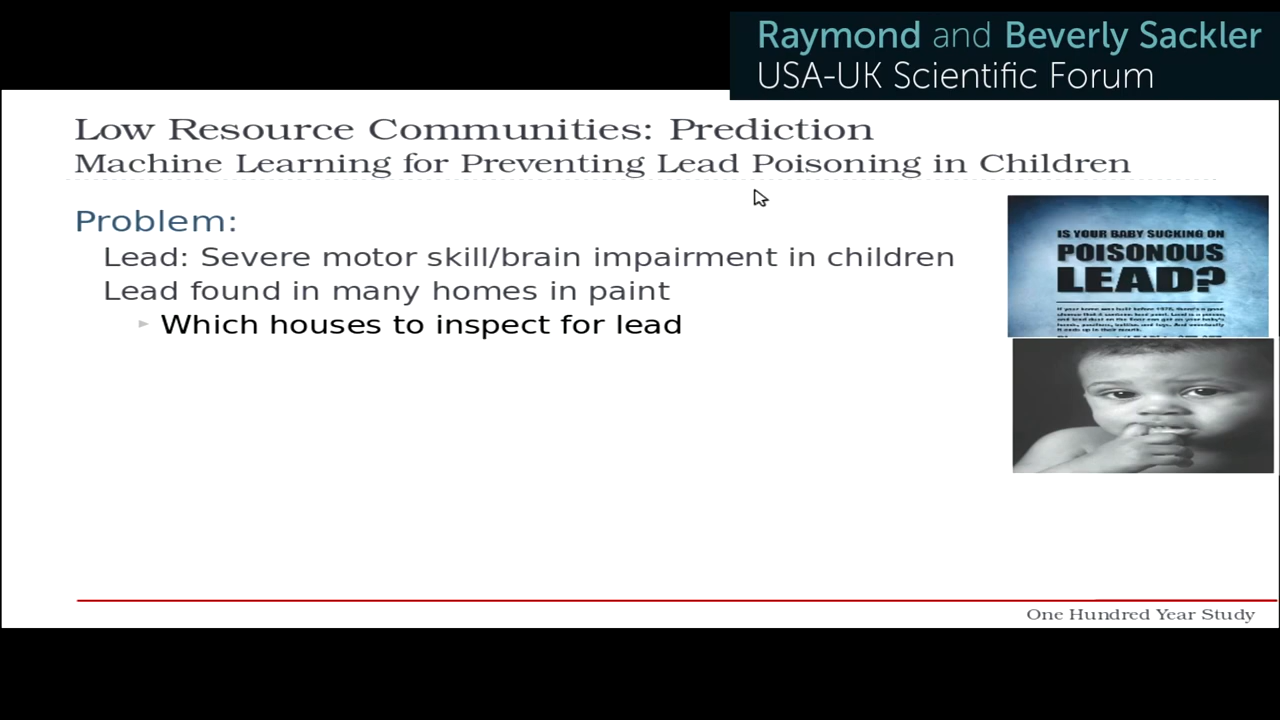 Raymond and Beverly Sackler
USA-UK Scientific Forum
Low Resource Communities: Prediction
Machine Learning for Preventing Lead Poisoning in Children
Problem:
Lead: Severe motor skill/brain impairment in children
Lead found in many homes in paint
Which houses to inspect for lead
IS YOUR BABY SUCKING ON
POISONOUS
LEAD?
One Hundred Year Study